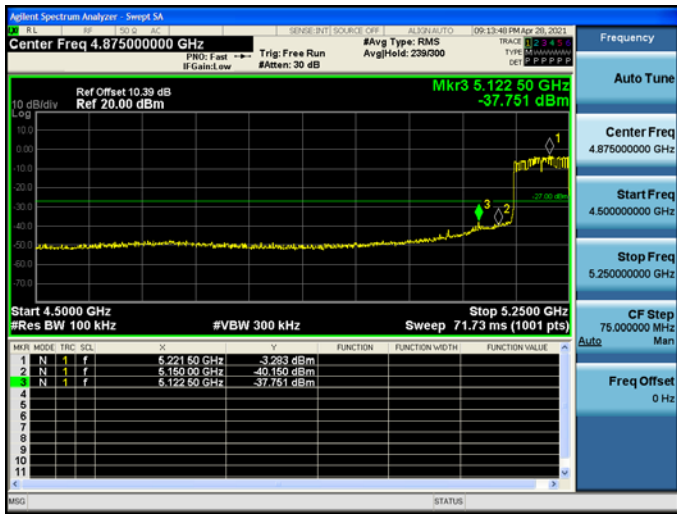 Agilent Spectrum Analyzer - Swept SA
RL RF 50 Ω AC SENSE:INT SOURCE OFF ALIGNAUTO 09:13:48 PM Apr 28, 2021
Center Freq 4.875000000 GHz #Avg Type: RMS TRACE 1 2 3 4 5 6
PNO: Fast Trig: Free Run Avg|Hold: 239/300 TYPE
IFGain:Low #Atten: 30 dB DET P P P P P P
Mkr3 5.122 50 GHz
Ref Offset 10.39 dB
10 dB/div Ref 20.00 dBm -37.751 dBm
Log
10.0
0.00
-10.0
-20.0
-30.0
-40.0
-50.0
-60.0
-70.0
1
-27.00 dBm
3
2
Start 4.5000 GHz Stop 5.2500 GHz
#Res BW 100 kHz #VBW 300 kHz Sweep 71.73 ms (1001 pts)
MKR MODE TRC SCL X Y FUNCTION FUNCTION WIDTH FUNCTION VALUE
1 N 1 f 5.221 50 GHz -3.283 dBm
2 N 1 f 5.150 00 GHz -40.150 dBm
3 N 1 f 5.122 50 GHz -37.751 dBm
4
5
6
7
8
9
10
11
MSG STATUS
Frequency
Auto Tune
Center Freq
4.875000000 GHz
Start Freq
4.500000000 GHz
Stop Freq
5.250000000 GHz
CF Step
75.000000 MHz
Auto Man
Freq Offset
0 Hz